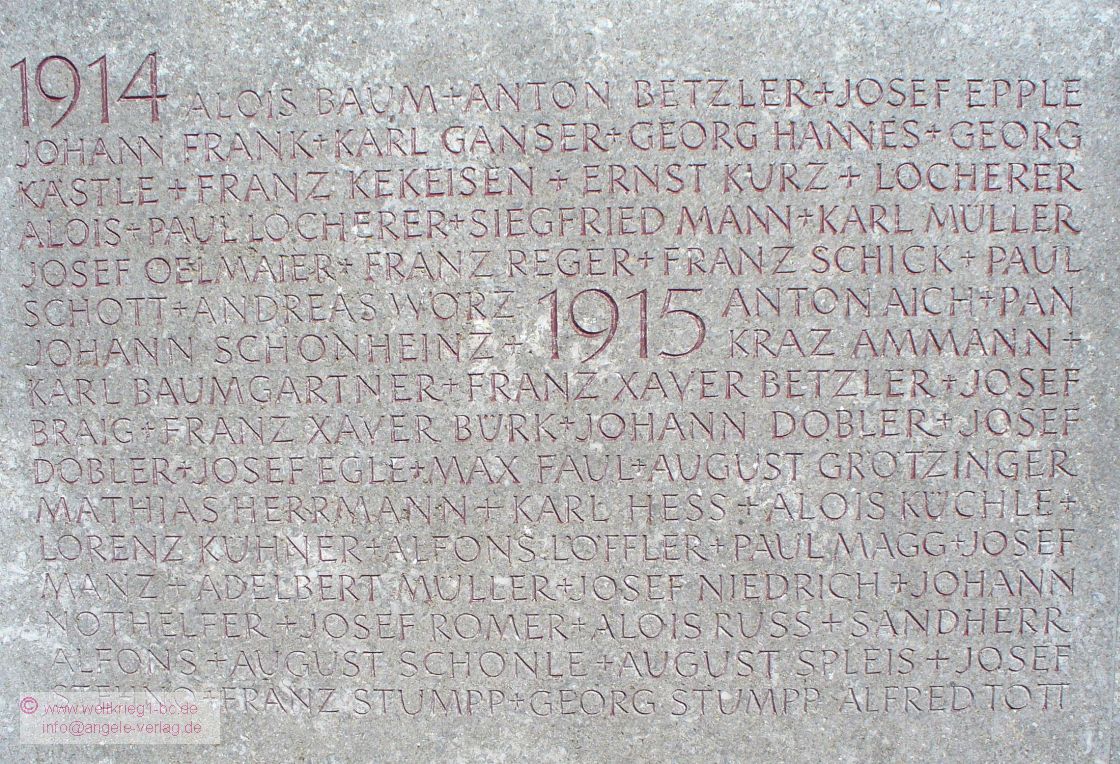 1914 ALOIS BAUM+ANTON BETZLER+JOSEF EPPLE
JOHANN FRANK+KARL GANSER+GEORG HANNES+GEORG
KÄSTLE + FRANZ KEKEISEN + ERNST KURZ + LOCHERER
ALOIS+PAUL LOCHERER+SIEGFRIED MANN+KARL MÜLLER
JOSEF OELMAIER+FRANZ REGER+FRANZ SCHICK+PAUL
SCHOTT+ANDREAS WÖRZ 1915 ANTON AICH+PAN
JOHANN SCHÖNHEINZ+ KRAZ AMMANN+
KARL BAUMGARTNER+FRANZ XAVER BETZLER+JOSEF
BRAIG+FRANZ XAVER BÜRK+JOHANN DOBLER+JOSEF
DOBLER+JOSEF EGLE+MAX FAUL+AUGUST GRÖTZINGER
MATHIAS HERRMANN+KARL HESS+ALOIS KÜCHLE+
LORENZ KÜHNER+ALFONS LÖFFLER+PAUL MAGG+JOSEF
MANZ+ADELBERT MÜLLER+JOSEF NIEDRICH+JOHANN
NOTHELFER+JOSEF RÖMER+ALOIS RUSS+SANDHERR
ALFONS+AUGUST SCHÖNLE+AUGUST SPLEIS+JOSEF
+FRANZ STUMPP+GEORG STUMPP ALFRED TOTT
© www.weltkrieg1-bc.de
info@angele-verlag.de